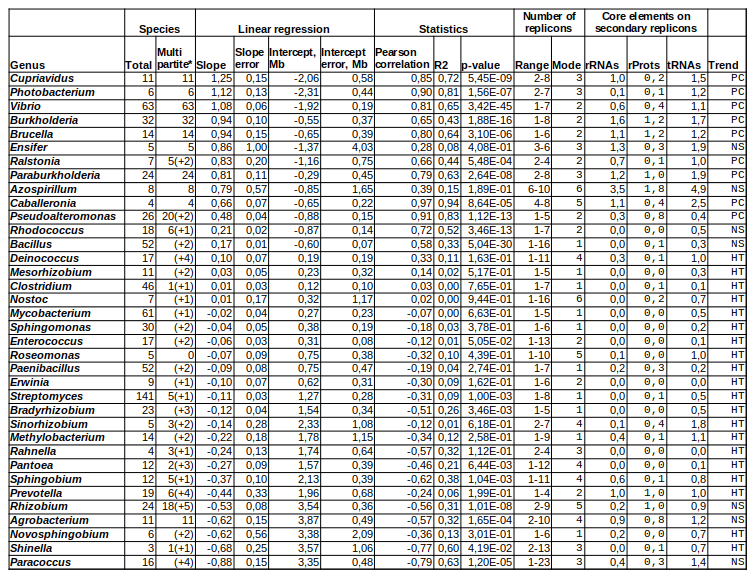 Species Linear regression Statistics Number of replicons Core elements on secondary replicons
Genus Total Multi partite* Slope Slope error Intercept, Mb Intercept error, Mb Pearson correlation R2 p-value Range Mode rRNAs rProts tRNAs Trend
Cupriavidus 11 11 1,25 0,15 -2,06 0,58 0,85 0,72 5,45E-09 2-8 3 1,0 0,2 1,5 PC
Photobacterium 6 6 1,12 0,13 -2,31 0,44 0,90 0,81 1,56E-07 2-7 3 0,1 0,1 1,2 PC
Vibrio 63 63 1,08 0,06 -1,92 0,19 0,81 0,65 3,42E-45 1-7 2 0,6 0,4 1,1 PC
Burkholderia 32 32 0,94 0,10 -0,55 0,37 0,65 0,43 1,88E-16 1-8 2 1,6 1,2 1,7 PC
Brucella 14 14 0,94 0,15 -0,65 0,39 0,80 0,64 3,10E-06 1-6 2 1,1 1,2 1,2 PC
Ensifer 5 5 0,86 1,00 -1,37 4,03 0,28 0,08 4,08E-01 3-6 3 1,3 0,3 1,9 NS
Ralstonia 7 5(+2) 0,83 0,20 -1,16 0,75 0,66 0,44 5,48E-04 2-4 2 0,7 0,1 1,0 PC
Paraburkholderia 24 24 0,81 0,11 -0,29 0,45 0,79 0,63 2,64E-08 2-8 3 1,2 1,0 1,9 PC
Azospirillum 8 8 0,79 0,57 -0,85 1,65 0,39 0,15 1,89E-01 6-10 6 3,5 1,8 4,9 NS
Caballeronia 4 4 0,66 0,07 -0,65 0,22 0,97 0,94 8,64E-05 4-8 5 1,1 0,4 2,5 PC
Pseudoalteromonas 26 20(+2) 0,48 0,04 -0,88 0,15 0,91 0,83 1,12E-13 1-5 2 0,3 0,8 0,4 PC
Rhodococcus 18 6(+1) 0,21 0,02 -0,87 0,14 0,72 0,52 3,46E-13 1-7 2 0,0 0,0 0,5 NS
Bacillus 52 (+2) 0,17 0,01 -0,60 0,07 0,58 0,33 5,04E-30 1-16 1 0,0 0,1 0,3 NS
Deinococcus 17 (+4) 0,10 0,07 0,19 0,19 0,33 0,11 1,63E-01 1-11 4 0,3 0,1 1,0 HT
Mesorhizobium 11 (+2) 0,03 0,05 0,23 0,32 0,14 0,02 5,17E-01 1-5 1 0,0 0,0 0,3 HT
Clostridium 46 1(+1) 0,01 0,03 0,12 0,10 0,03 0,00 7,65E-01 1-7 1 0,0 0,1 0,1 HT
Nostoc 7 (+1) 0,01 0,17 0,32 1,17 0,02 0,00 9,44E-01 1-16 6 0,0 0,2 0,7 HT
Mycobacterium 61 (+1) -0,02 0,04 0,27 0,23 -0,07 0,00 6,63E-01 1-5 1 0,0 0,0 0,5 HT
Sphingomonas 30 (+2) -0,04 0,05 0,38 0,19 -0,18 0,03 3,78E-01 1-6 1 0,0 0,0 0,2 HT
Enterococcus 17 (+2) -0,06 0,03 0,31 0,08 -0,12 0,01 5,05E-02 1-13 2 0,0 0,0 0,1 HT
Roseomonas 5 0 -0,07 0,09 0,75 0,38 -0,32 0,10 4,39E-01 1-10 5 0,1 0,0 1,0 HT
Paenibacillus 52 (+2) -0,09 0,08 0,75 0,47 -0,19 0,04 2,74E-01 1-7 1 0,2 0,3 0,2 HT
Erwinia 9 (+1) -0,10 0,07 0,62 0,31 -0,30 0,09 1,62E-01 1-6 2 0,0 0,0 0,0 HT
Streptomyces 141 5(+1) -0,11 0,03 1,27 0,28 -0,31 0,09 1,00E-03 1-8 1 0,0 0,1 0,5 HT
Bradyrhizobium 23 (+3) -0,12 0,04 1,54 0,34 -0,51 0,26 3,46E-03 1-5 1 0,0 0,0 0,5 HT
Sinorhizobium 5 3(+2) -0,14 0,28 2,33 1,08 -0,12 0,01 6,18E-01 2-7 4 0,1 0,4 1,8 HT
Methylobacterium 14 (+2) -0,22 0,18 1,78 1,15 -0,34 0,12 2,58E-01 1-9 1 0,4 0,1 1,1 HT
Rahnella 4 3(+1) -0,24 0,13 1,74 0,64 -0,57 0,32 1,12E-01 2-4 3 0,0 0,0 0,0 HT
Pantoea 12 2(+3) -0,27 0,09 1,57 0,39 -0,46 0,21 6,44E-03 1-12 4 0,0 0,0 0,1 HT
Sphingobium 12 5(+1) -0,37 0,10 2,13 0,39 -0,62 0,38 1,04E-03 1-11 4 0,6 0,1 0,8 HT
Prevotella 19 6(+4) -0,44 0,33 1,96 0,68 -0,24 0,06 1,99E-01 1-4 2 1,0 1,0 1,0 HT
Rhizobium 24 18(+5) -0,53 0,08 3,54 0,36 -0,56 0,31 1,01E-08 2-9 5 0,2 1,0 0,9 NS
Agrobacterium 11 11 -0,62 0,15 3,87 0,49 -0,57 0,32 1,65E-04 2-10 4 0,9 0,8 1,2 NS
Novosphingobium 6 (+2) -0,62 0,56 3,38 2,09 -0,36 0,13 3,01E-01 1-6 1 0,2 0,0 0,7 HT
Shinella 3 1(+1) -0,68 0,25 3,57 1,06 -0,77 0,60 4,19E-02 2-13 3 0,0 0,1 0,7 HT
Paracoccus 16 (+4) -0,88 0,15 3,35 0,48 -0,79 0,63 1,20E-05 1-23 3 0,4 0,3 1,4 NS